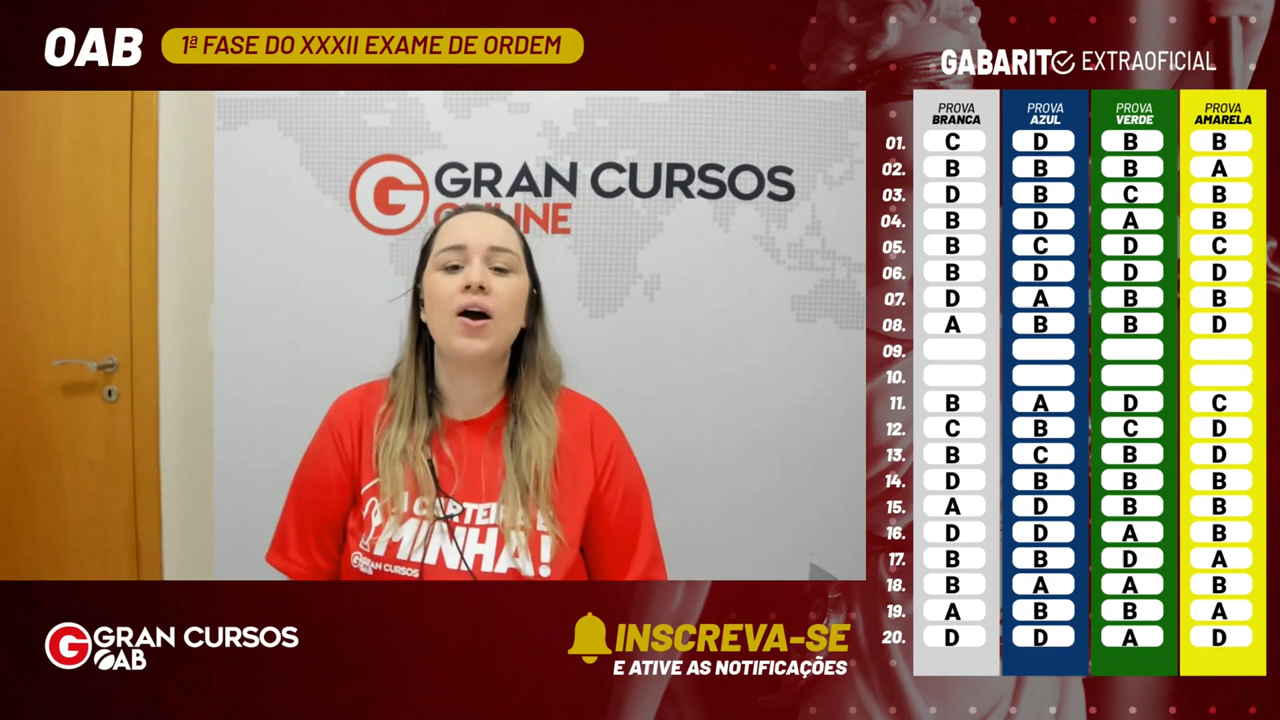 OAB
1ª FASE DO XXXII EXAME DE ORDEM
GABARITO EXTRAOFICIAL
GRAN CURSOS
ONLINE
A CARTEIRA É
MINHA!
GRAN CURSOS
OAB
GRAN CURSOS
OAB
INSCREVA-SE
E ATIVE AS NOTIFICAÇÕES
PROVA BRANCA PROVA AZUL PROVA VERDE PROVA AMARELA
01. C D B B
02. B B B A
03. D B C B
04. B D A B
05. B C D C
06. B D D D
07. D A B B
08. A B B D
09.
10.
11. B A D C
12. C B C D
13. B C B D
14. D B B B
15. A D B B
16. D D A B
17. B B D A
18. B A A B
19. A B B A
20. D D A D